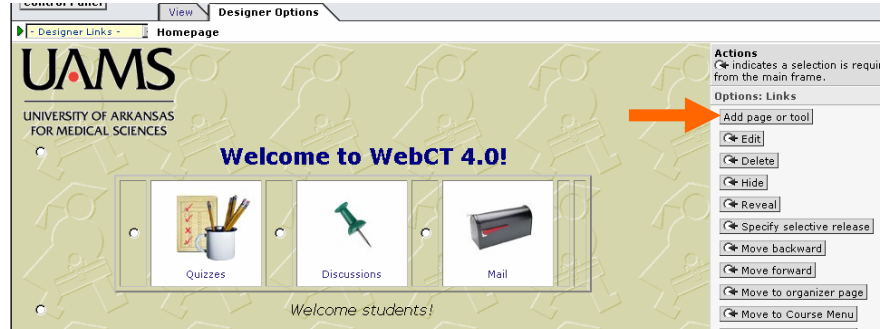 Control Panel
View Designer Options
- Designer Links - Homepage
UAMS
UNIVERSITY OF ARKANSAS
FOR MEDICAL SCIENCES
Welcome to WebCT 4.0!
Quizzes Discussions Mail
Welcome students!
Actions
indicates a selection is requi
from the main frame.
Options: Links
Add page or tool
Edit
Delete
Hide
Reveal
Specify selective release
Move backward
Move forward
Move to organizer page
Move to Course Menu